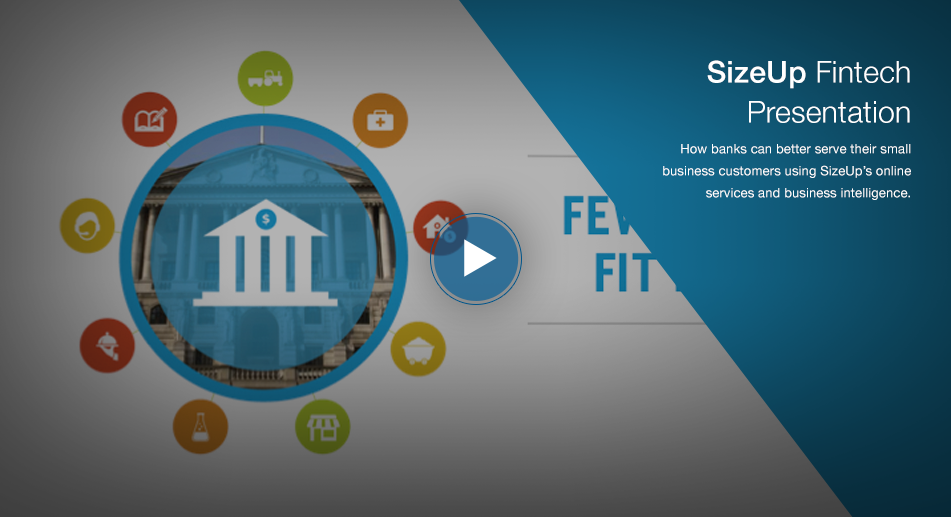 SizeUp Fintech
Presentation
How banks can better serve their small
business customers using SizeUp's online
services and business intelligence.
$
FIT